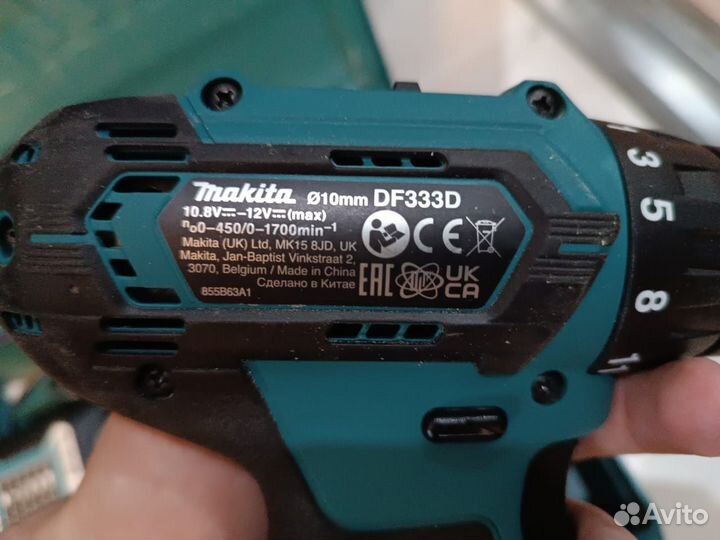 makita ø10mm DF333D
10.8V⎓-12V⎓(max)
n₀0-450/0-1700min⁻¹
Makita (UK) Ltd, MK15 8JD, UK
Makita, Jan-Baptist Vinkstraat 2,
3070, Belgium / Made in China
Сделано в Китае
855B63A1
CE
EAC
UK
CA
3
5
8
11
Avito